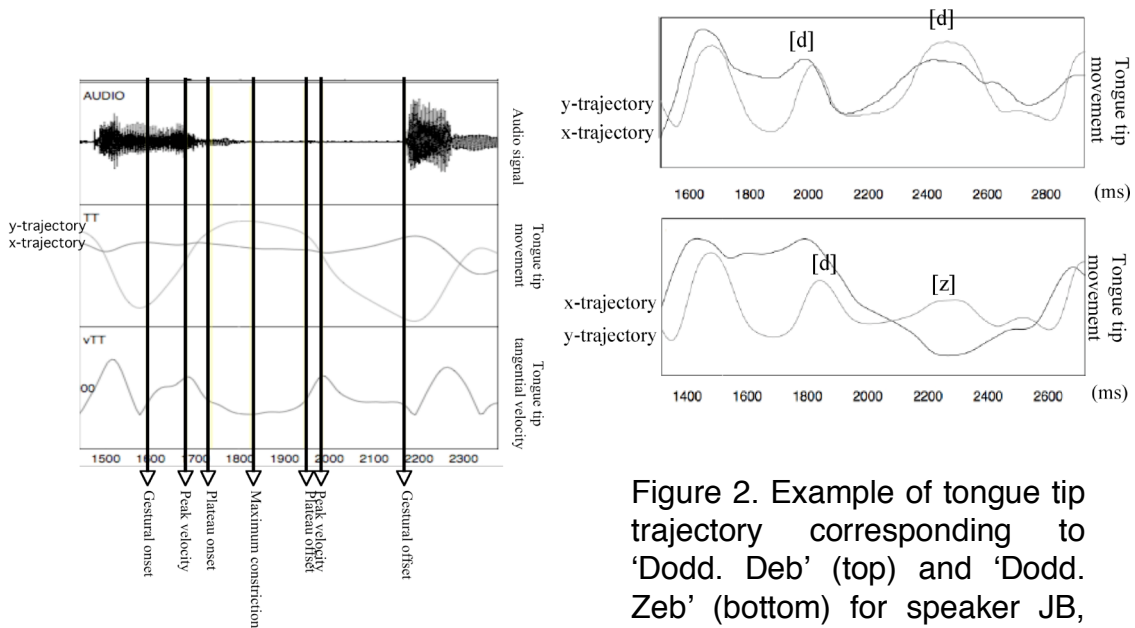 AUDIO
Audio signal
TT
y-trajectory
x-trajectory
Tongue tip
movement
vTT
00
Tongue tip
tangential velocity
1500 1600 1700 1800 1900 2000 2100 2200 2300
Gestural onset
Peak velocity
Plateau onset
Maximum constriction
Plateau offset
Peak velocity
Gestural offset
[d]
[d]
y-trajectory
x-trajectory
Tongue tip
movement
1600 1800 2000 2200 2400 2600 2800 (ms)
[d]
[z]
x-trajectory
y-trajectory
Tongue tip
movement
1400 1600 1800 2000 2200 2400 2600 (ms)
Figure 2. Example of tongue tip
trajectory corresponding to
‘Dodd. Deb’ (top) and ‘Dodd.
Zeb’ (bottom) for speaker JB,